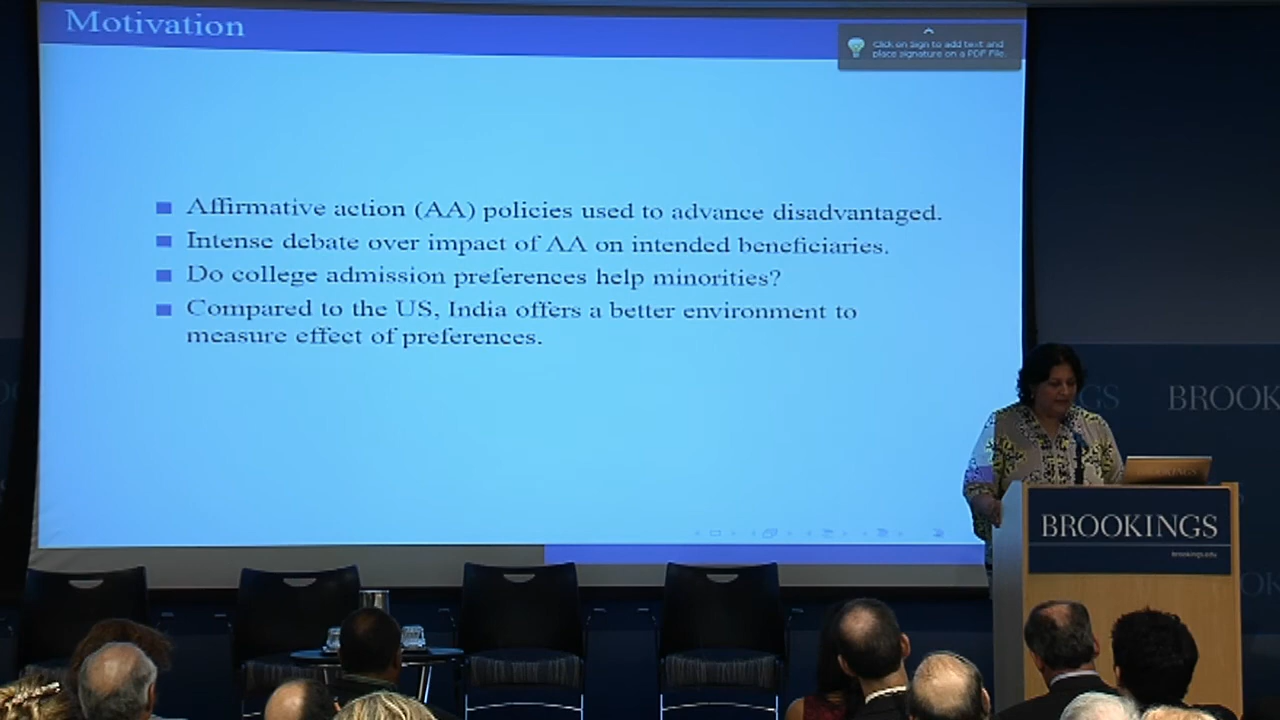 Motivation
Click on Sign to add text and
place signature on a PDF File.
Affirmative action (AA) policies used to advance disadvantaged.
Intense debate over impact of AA on intended beneficiaries.
Do college admission preferences help minorities?
Compared to the US, India offers a better environment to
measure effect of preferences.
GS
BROOK
BROOKINGS
brookings.edu